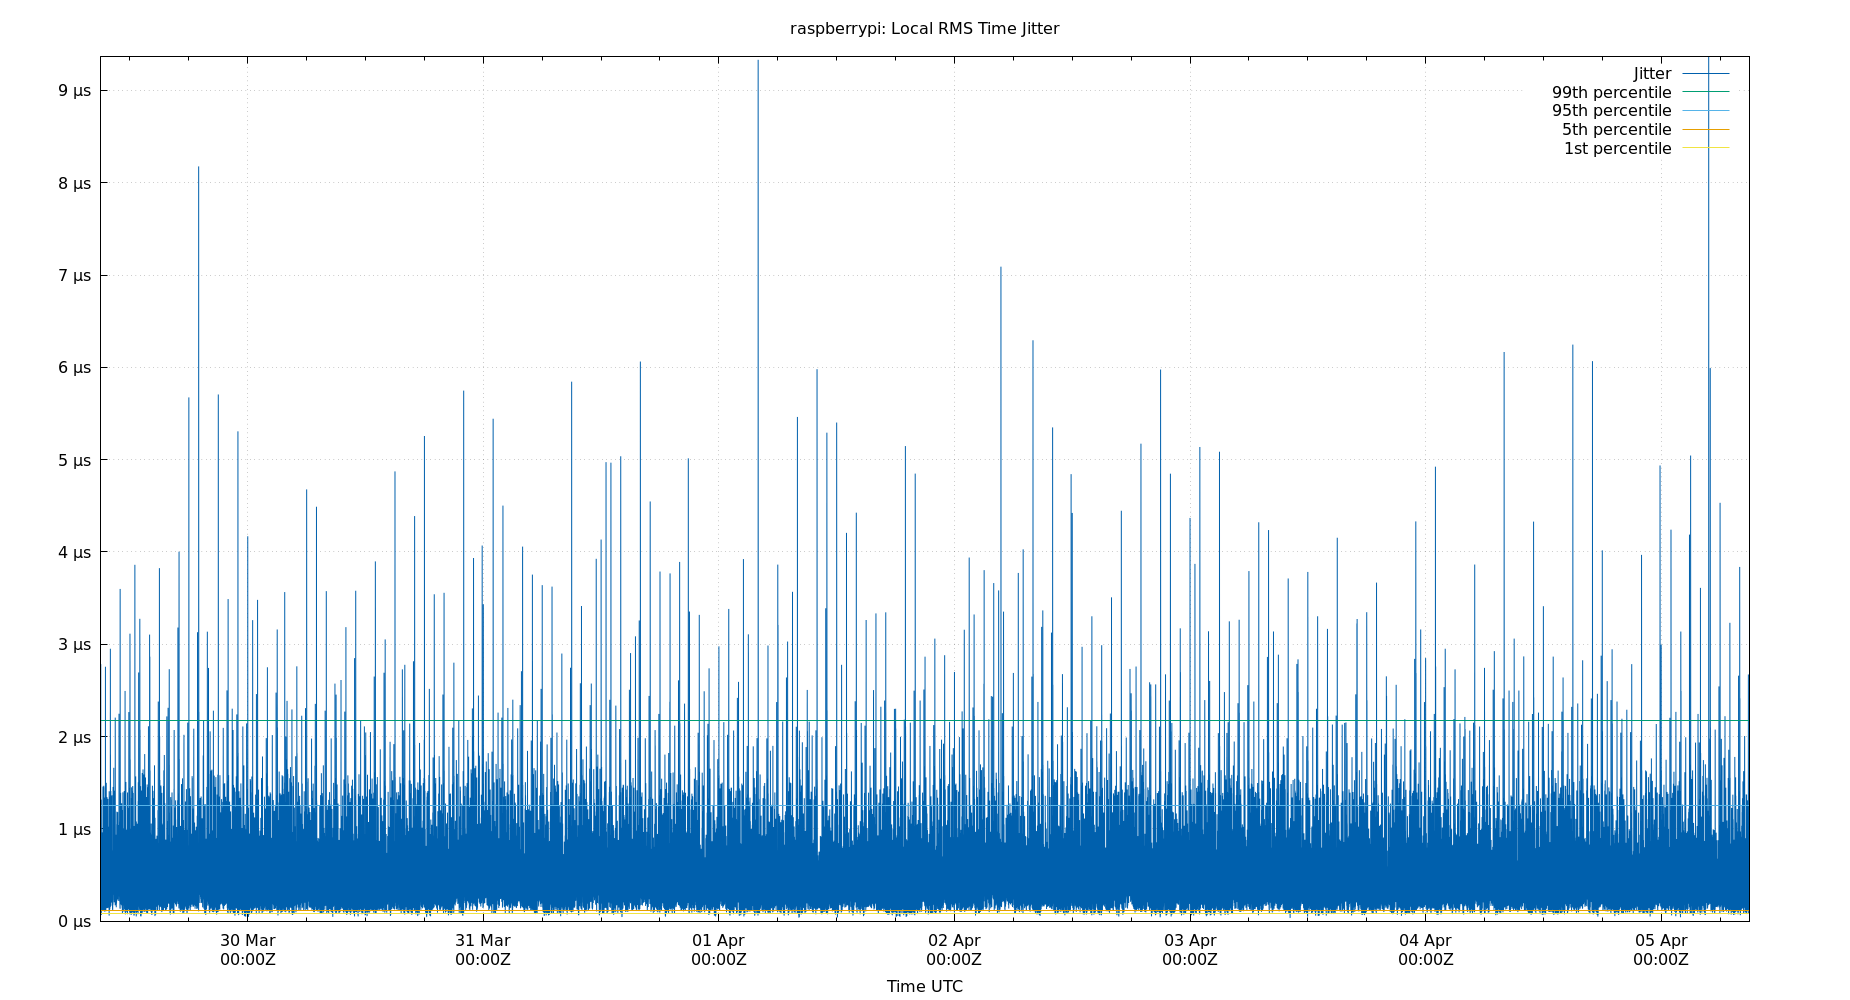 raspberrypi: Local RMS Time Jitter
Jitter
99th percentile
95th percentile
5th percentile
1st percentile
9 µs
8 µs
7 µs
6 µs
5 µs
4 µs
3 µs
2 µs
1 µs
0 µs
30 Mar
00:00Z
31 Mar
00:00Z
01 Apr
00:00Z
02 Apr
00:00Z
03 Apr
00:00Z
04 Apr
00:00Z
05 Apr
00:00Z
Time UTC